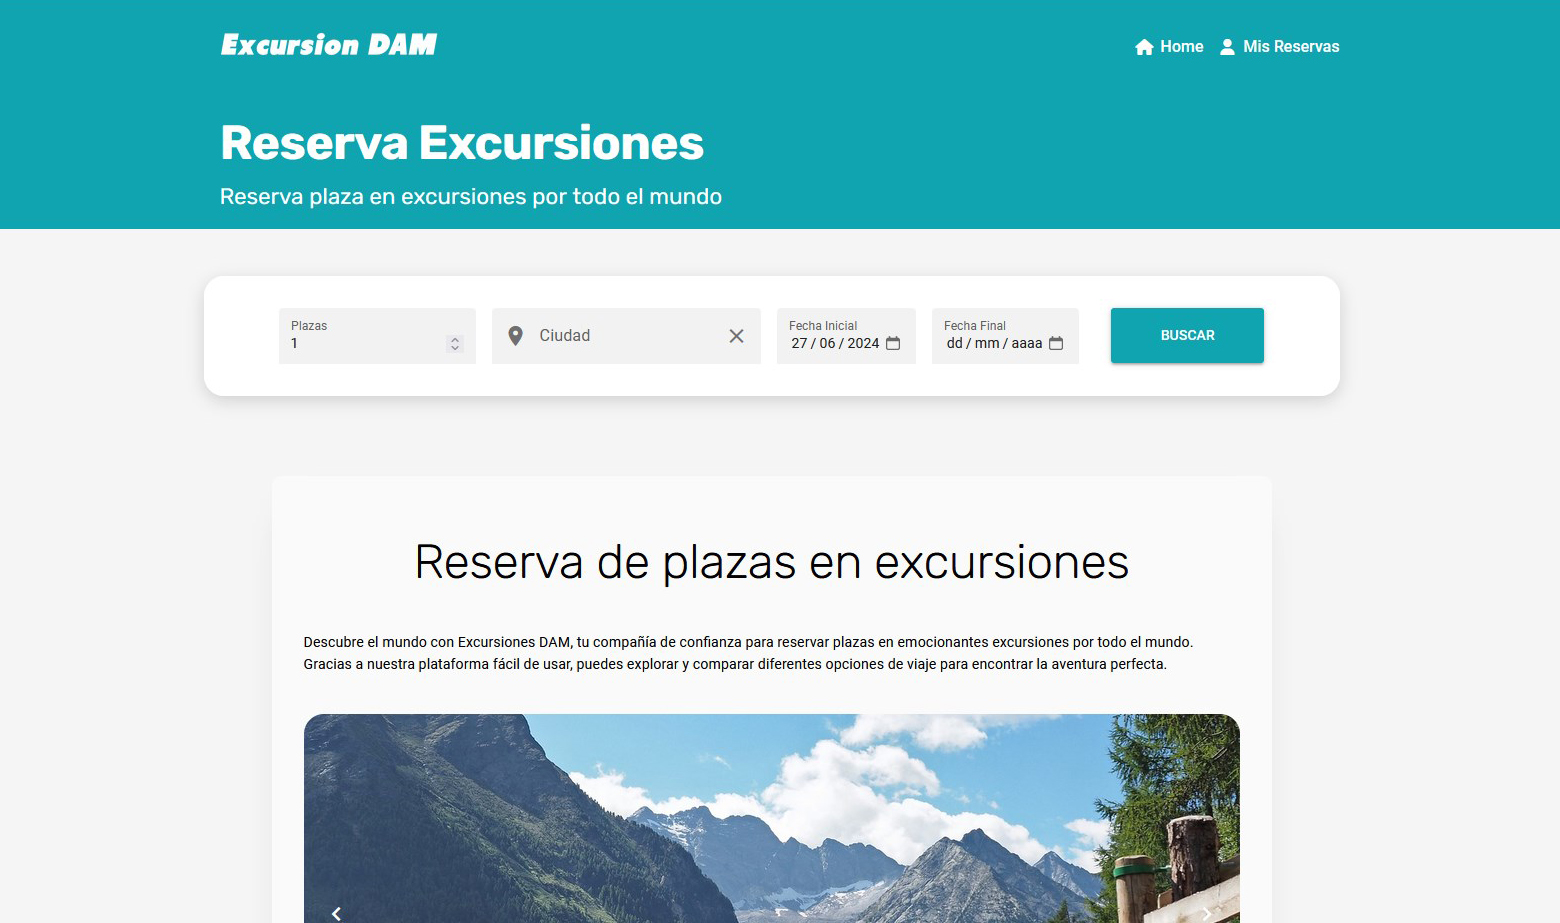 Excursion DAM
Home
Mis Reservas
Reserva Excursiones
Reserva plaza en excursiones por todo el mundo
Plazas
1
Ciudad
Fecha Inicial
27 / 06 / 2024
Fecha Final
dd / mm / aaaa
BUSCAR
Reserva de plazas en excursiones
Descubre el mundo con Excursiones DAM, tu compañía de confianza para reservar plazas en emocionantes excursiones por todo el mundo.
Gracias a nuestra plataforma fácil de usar, puedes explorar y comparar diferentes opciones de viaje para encontrar la aventura perfecta.